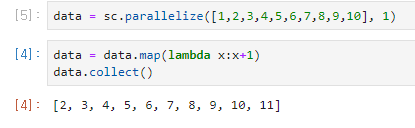 [5]: data = sc.parallelize([1,2,3,4,5,6,7,8,9,10], 1)
[4]: data = data.map(lambda x:x+1)
data.collect()
[4]: [2, 3, 4, 5, 6, 7, 8, 9, 10, 11]